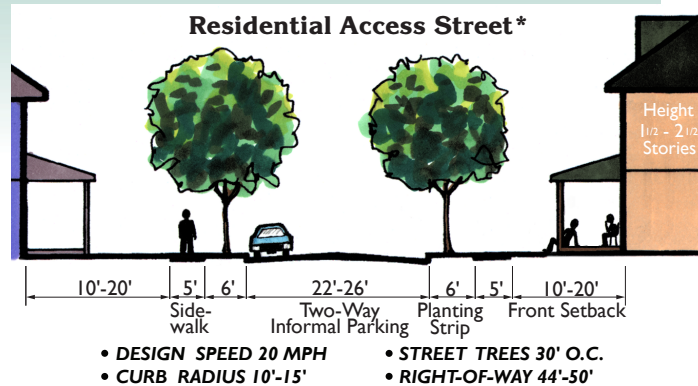 Residential Access Street*
Height
1 1/2 - 2 1/2
Stories
10'-20' 5' 6' 22'-26' 6' 5' 10'-20'
Side-
walk
Two-Way
Informal Parking
Planting
Strip
Front Setback
• DESIGN SPEED 20 MPH
• CURB RADIUS 10'-15'
• STREET TREES 30' O.C.
• RIGHT-OF-WAY 44'-50'